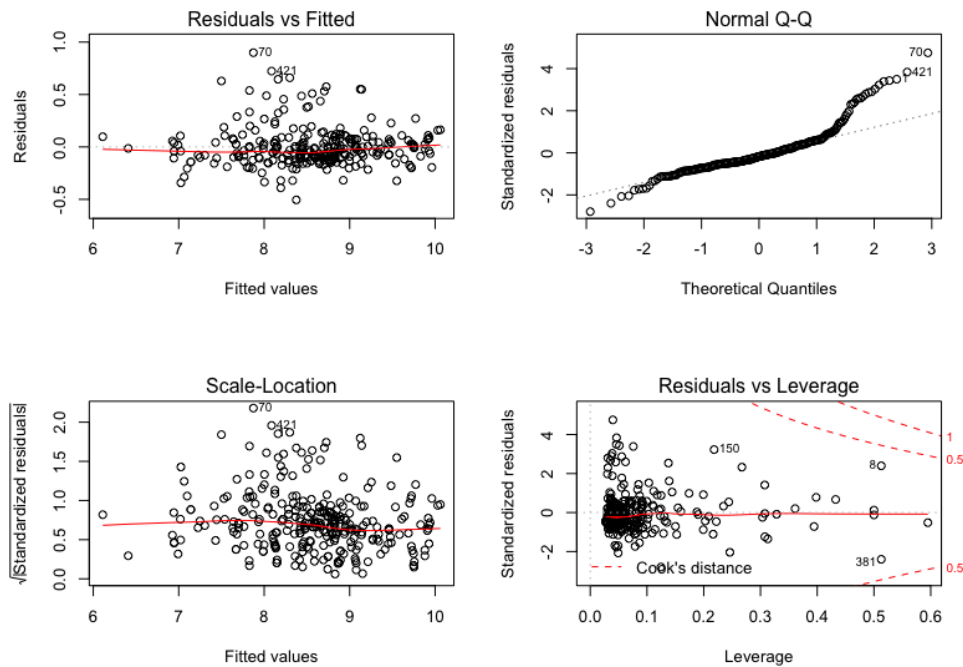 Residuals vs Fitted
Residuals
1.0
0.5
0.0
-0.5
70
421
6 7 8 9 10
Fitted values
Normal Q-Q
Standardized residuals
4
2
0
-2
70
421
-3 -2 -1 0 1 2 3
Theoretical Quantiles
Scale-Location
√|Standardized residuals|
2.0
1.5
1.0
0.5
0.0
70
421
6 7 8 9 10
Fitted values
Residuals vs Leverage
Standardized residuals
4
2
0
-2
150
8
381
1
0.5
0.5
Cook's distance
0.0 0.1 0.2 0.3 0.4 0.5 0.6
Leverage